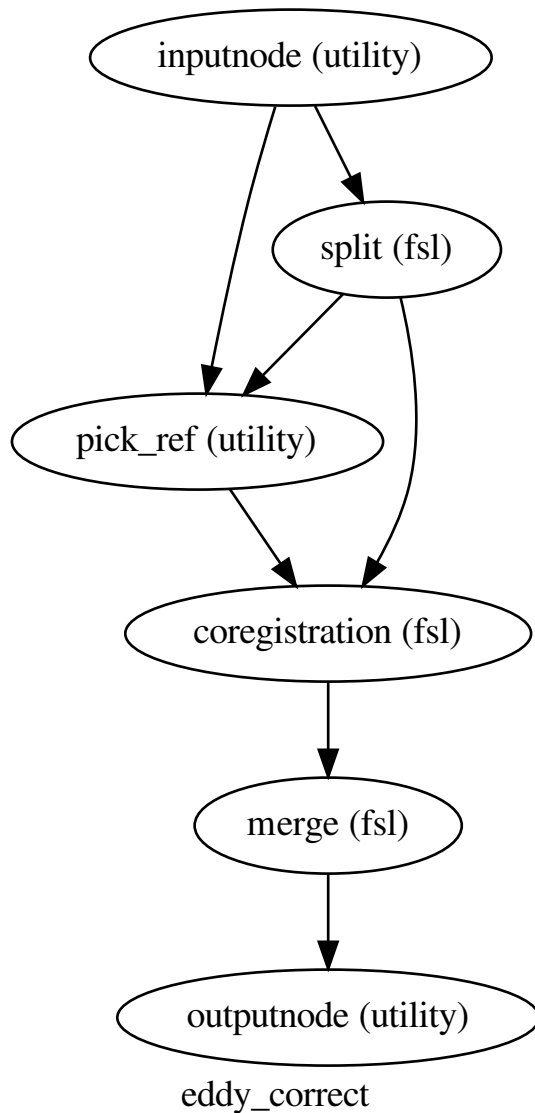 inputnode (utility)
split (fsl)
pick_ref (utility)
coregistration (fsl)
merge (fsl)
outputnode (utility)
eddy_correct